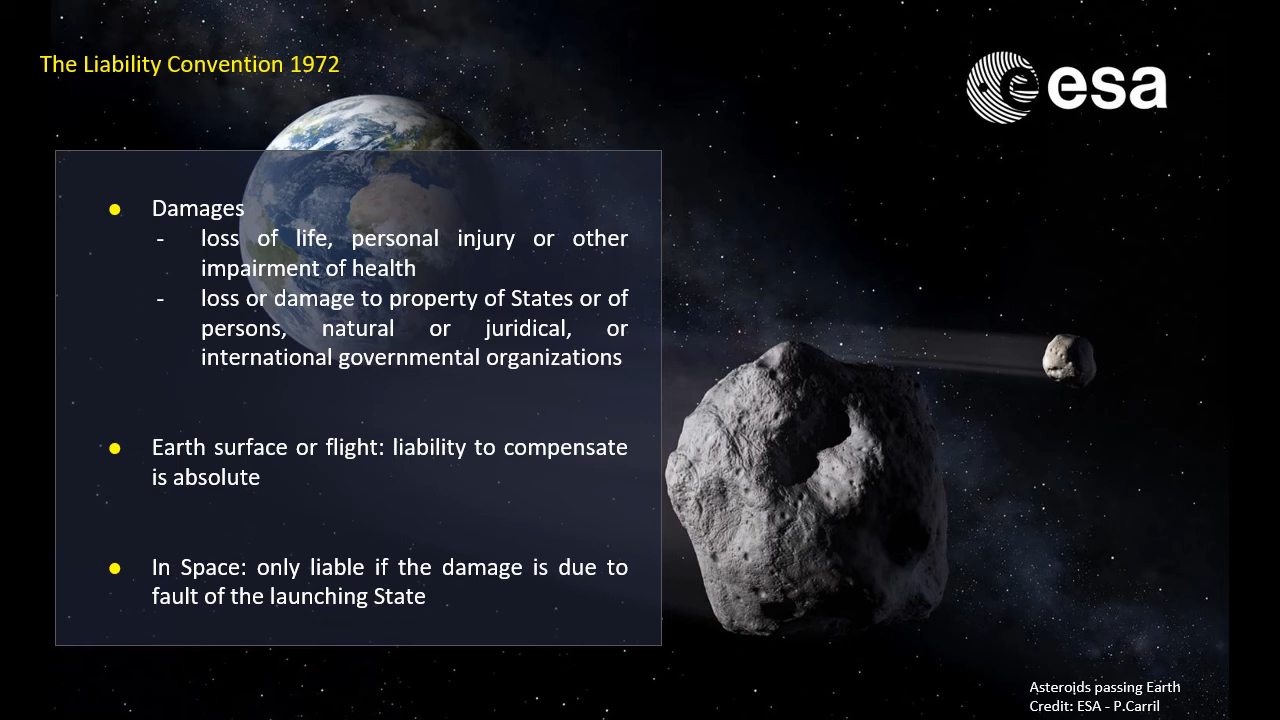 The Liability Convention 1972
esa
● Damages
- loss of life, personal injury or other
impairment of health
- loss or damage to property of States or of
persons, natural or juridical, or
international governmental organizations
● Earth surface or flight: liability to compensate
is absolute
● In Space: only liable if the damage is due to
fault of the launching State
Asteroids passing Earth
Credit: ESA - P.Carril